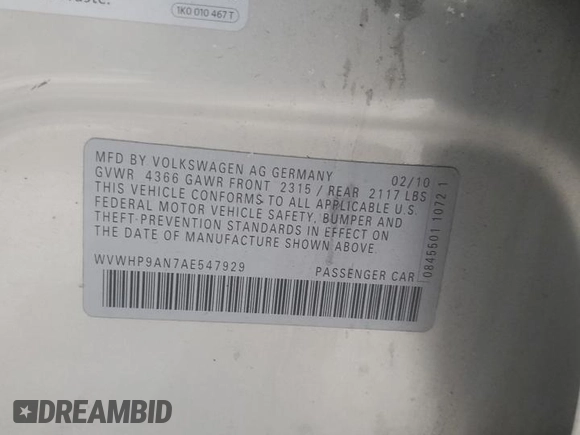 1K0 010 467 T
MFD BY VOLKSWAGEN AG GERMANY 02/10
GVWR 4366 GAWR FRONT 2315 / REAR 2117 LBS
THIS VEHICLE CONFORMS TO ALL APPLICABLE U.S.
FEDERAL MOTOR VEHICLE SAFETY, BUMPER AND
THEFT-PREVENTION STANDARDS IN EFFECT ON
THE DATE OF MANUFACTURE SHOWN ABOVE.
WVWHP9AN7AE547929 PASSENGER CAR
0845501 1072 1
DREAMBID